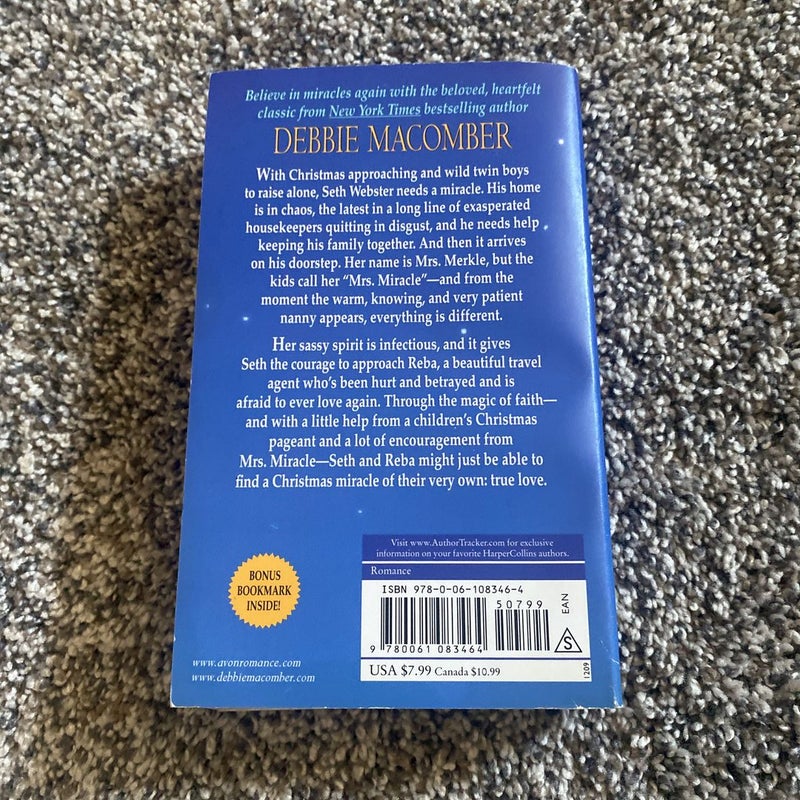 Believe in miracles again with the beloved, heartfelt
classic from New York Times bestselling author
DEBBIE MACOMBER
With Christmas approaching and wild twin boys
to raise alone, Seth Webster needs a miracle. His home
is in chaos, the latest in a long line of exasperated
housekeepers quitting in disgust, and he needs help
keeping his family together. And then it arrives
on his doorstep. Her name is Mrs. Merkle, but the
kids call her “Mrs. Miracle”—and from the
moment the warm, knowing, and very patient
nanny appears, everything is different.
Her sassy spirit is infectious, and it gives
Seth the courage to approach Reba, a beautiful travel
agent who’s been hurt and betrayed and is
afraid to ever love again. Through the magic of faith—
and with a little help from a children’s Christmas
pageant and a lot of encouragement from
Mrs. Miracle—Seth and Reba might just be able to
find a Christmas miracle of their very own: true love.
BONUS
BOOKMARK
INSIDE!
www.avonromance.com
www.debbiemacomber.com
Visit www.AuthorTracker.com for exclusive
information on your favorite HarperCollins authors.
Romance
ISBN 978-0-06-108346-4
50799
EAN
9 780061 083464
S
USA $7.99 Canada $10.99
1209